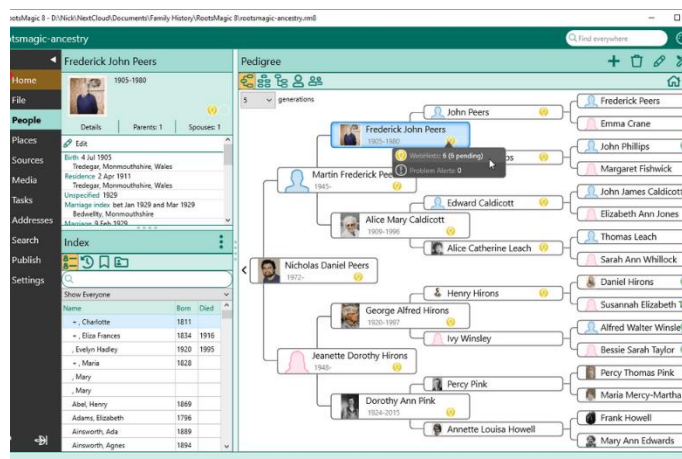 ootsMagic 8 - D:\Nick\NextCloud\Documents\Family History\RootsMagic 8\rootsmagic-ancestry.rm8
otsmagic-ancestry
Find everywhere
Home
File
People
Places
Sources
Media
Tasks
Addresses
Search
Publish
Settings
Frederick John Peers
1905-1980
Details
Parents: 1
Spouses: 1
Edit
Birth 4 Jul 1905
Tredegar, Monmouthshire, Wales
Residence 2 Apr 1911
Tredegar, Monmouthshire, Wales
Unspecified 1929
Marriage index bet Jan 1929 and Mar 1929
Bedwellty, Monmouthshire
Marriage 9 Feb 1929
Index
Show Everyone
Name Born Died
, Charlotte 1811
, Eliza Frances 1834 1916
, Evelyn Hadley 1920 1995
, Maria 1828
, Mary
, Mary
Abel, Henry 1869
Adams, Elizabeth 1796
Ainsworth, Ada 1889
Ainsworth, Agnes 1894
Pedigree
5 generations
Nicholas Daniel Peers
1972-
Martin Frederick Pee
1945-
Jeanette Dorothy Hirons
1948-
Frederick John Peers
1905-1980
WebHints: 6 (6 pending)
Problem Alerts: 0
Alice Mary Caldicott
1909-1996
George Alfred Hirons
1920-1997
Dorothy Ann Pink
1924-2015
John Peers
ps
Edward Caldicott
Alice Catherine Leach
Henry Hirons
Ivy Winsley
Percy Pink
Annette Louisa Howell
Frederick Peers
Emma Crane
John Phillips
Margaret Fishwick
John James Caldicott
Elizabeth Ann Jones
Thomas Leach
Sarah Ann Whillock
Daniel Hirons
Susannah Elizabeth T
Alfred Walter Winsle
Bessie Sarah Taylor
Percy Thomas Pink
Maria Mercy-Martha
Frank Howell
Mary Ann Edwards